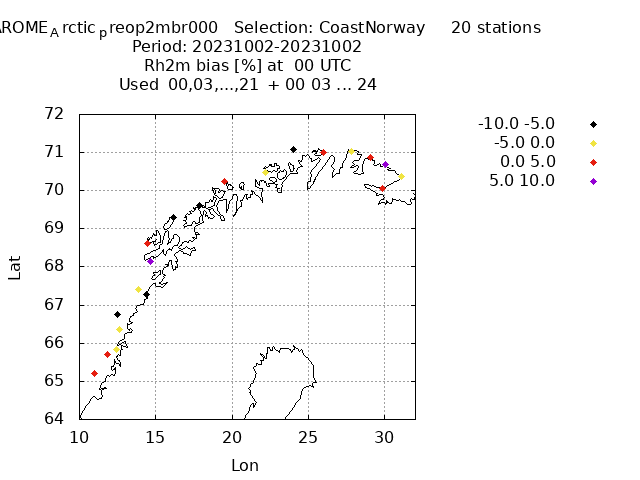 AROME_Arctic_preop2mbr000 Selection: CoastNorway 20 stations
Period: 20231002-20231002
Rh2m bias [%] at 00 UTC
Used 00,03,...,21 + 00 03 ... 24
-10.0 -5.0
-5.0 0.0
0.0 5.0
5.0 10.0
72
71
70
69
68
67
66
65
64
10 15 20 25 30
Lat
Lon